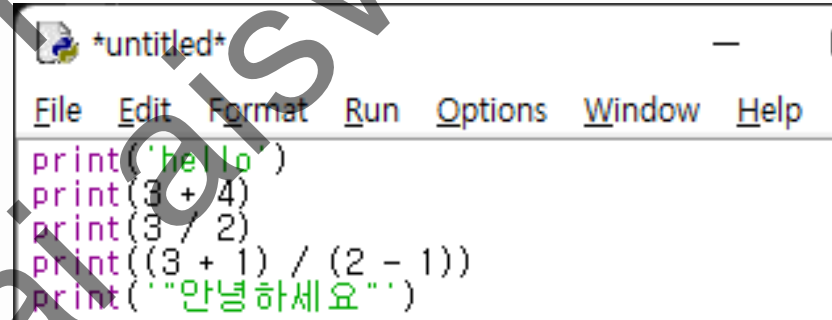 *untitled*
File Edit Format Run Options Window Help
print('hello')
print(3 + 4)
print(3 / 2)
print((3 + 1) / (2 - 1))
print('"안녕하세요"')